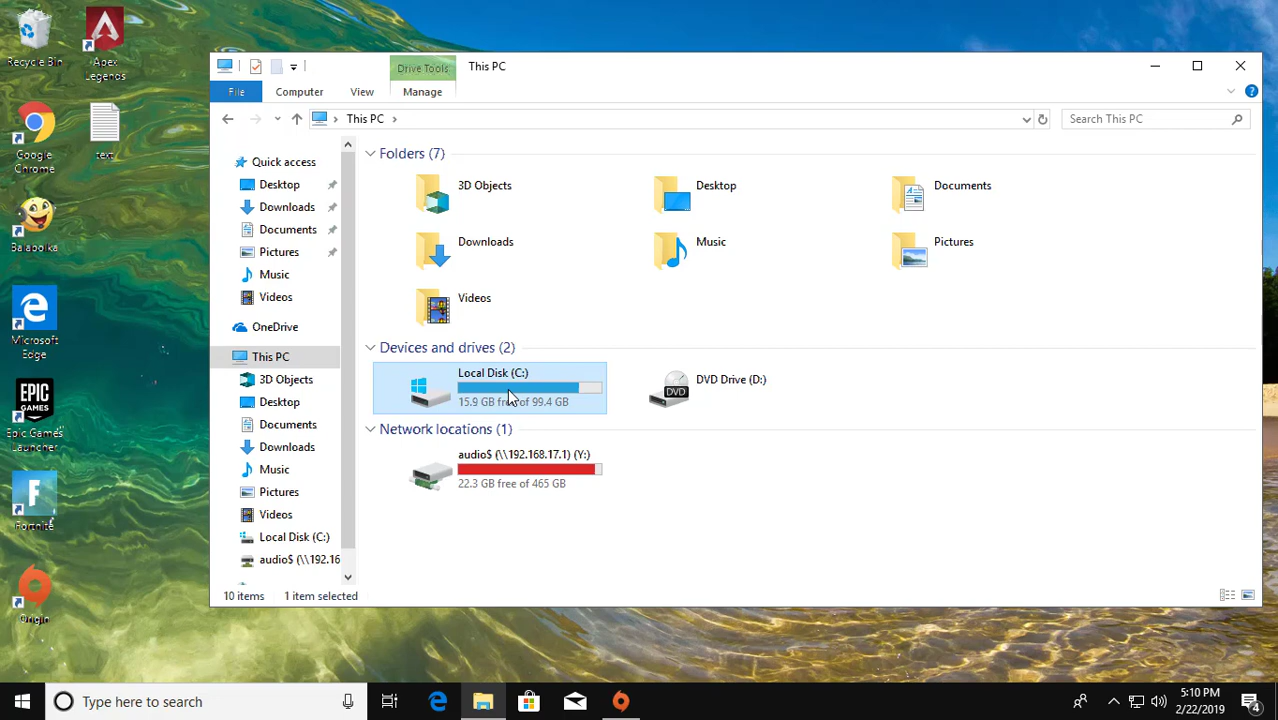 Recycle Bin
Apex Legends
Google Chrome
text
Balabolka
Microsoft Edge
Epic Games Launcher
EPIC GAMES
Fortnite
Origin
Drive Tools
This PC
File
Computer
View
Manage
This PC
Search This PC
Quick access
Desktop
Downloads
Documents
Pictures
Music
Videos
OneDrive
This PC
3D Objects
Desktop
Documents
Downloads
Music
Pictures
Videos
Local Disk (C:)
audio$ (\\192.16
Folders (7)
3D Objects
Desktop
Documents
Downloads
Music
Pictures
Videos
Devices and drives (2)
Local Disk (C:)
15.9 GB free of 99.4 GB
DVD Drive (D:)
DVD
Network locations (1)
audio$ (\\192.168.17.1) (Y:)
22.3 GB free of 465 GB
10 items
1 item selected
Type here to search
5:10 PM
2/22/2019
4